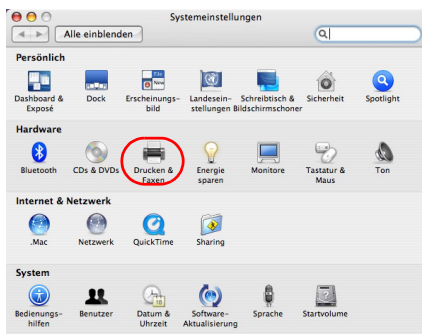 Systemeinstellungen
Alle einblenden
Persönlich
Dashboard & Exposé
Dock
Erscheinungs-
bild
Landesein-
stellungen
Schreibtisch &
Bildschirmschoner
Sicherheit
Spotlight
Hardware
Bluetooth
CDs & DVDs
Drucken &
Faxen
Energie
sparen
Monitore
Tastatur &
Maus
Ton
Internet & Netzwerk
.Mac
Netzwerk
QuickTime
Sharing
System
Bedienungs-
hilfen
Benutzer
Datum &
Uhrzeit
Software-
Aktualisierung
Sprache
Startvolume